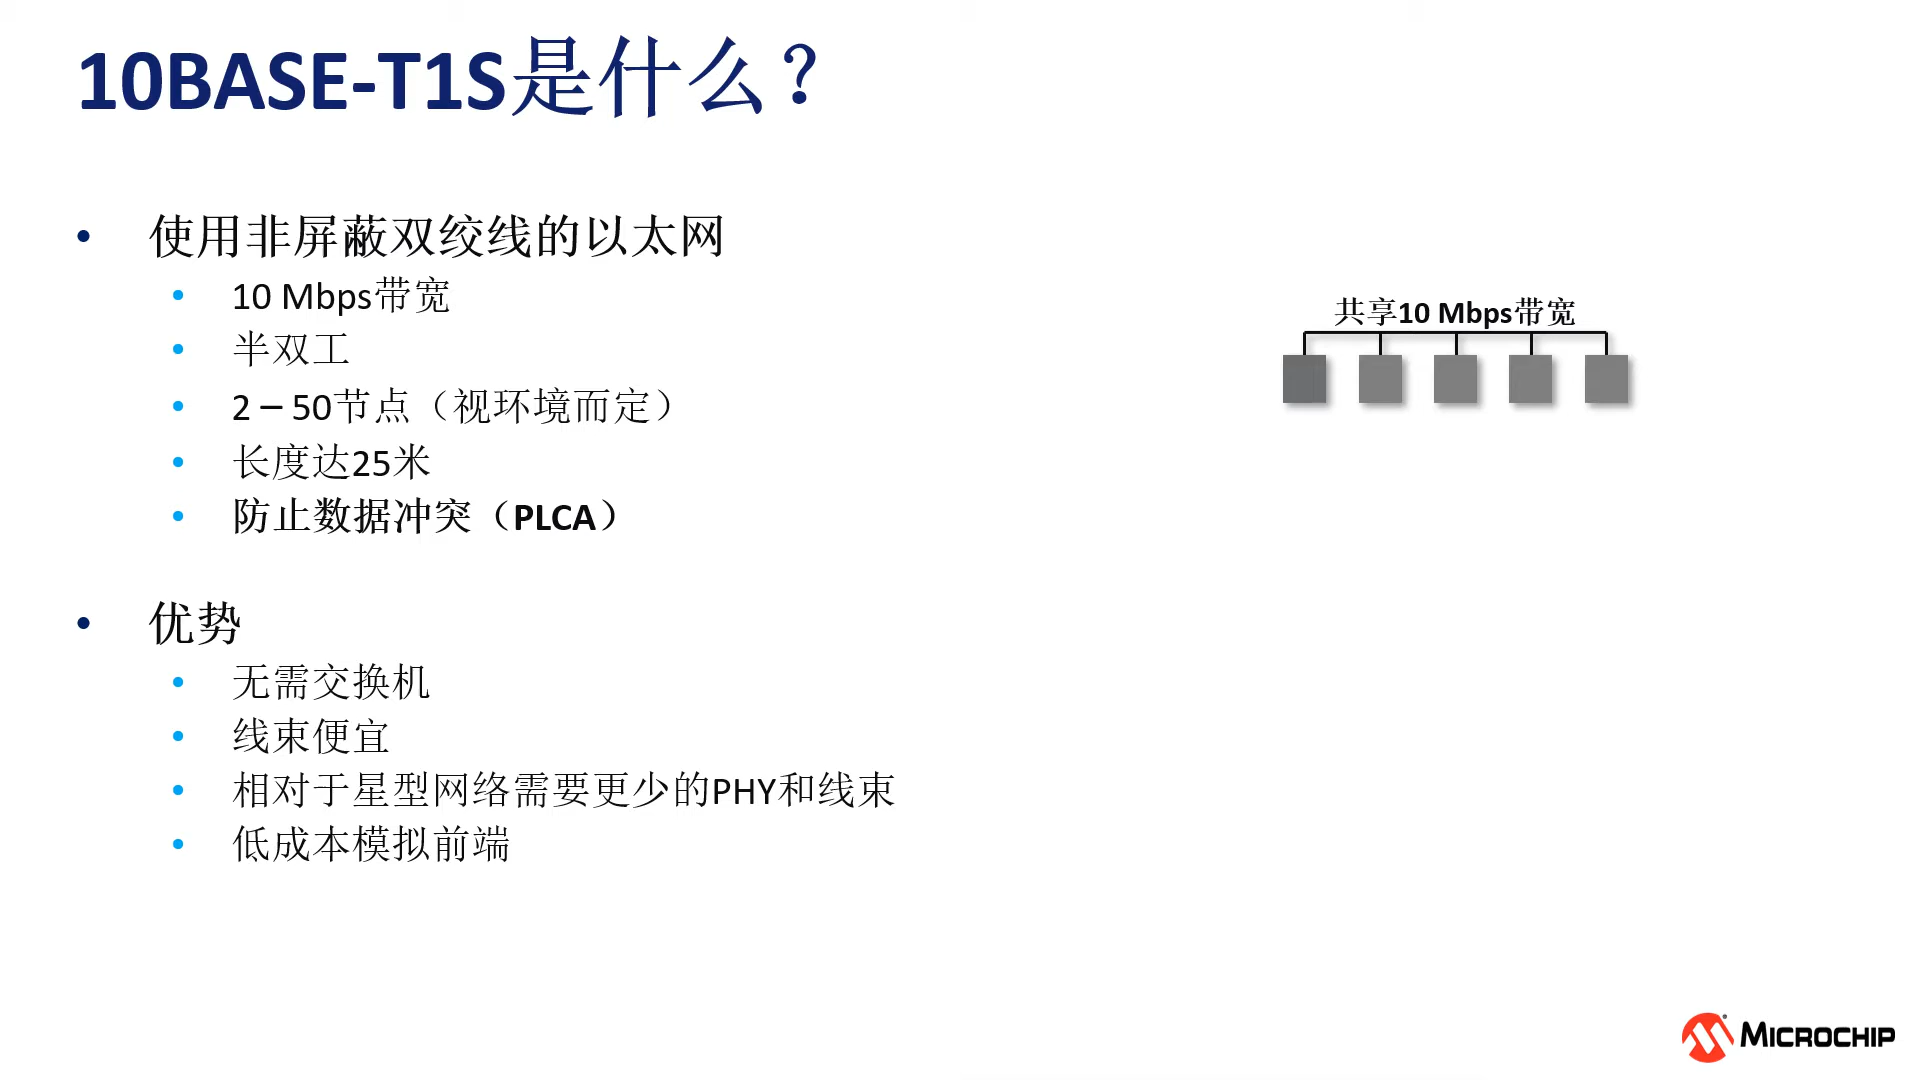 10BASE-T1S是什么？
• 使用非屏蔽双绞线的以太网
• 10 Mbps带宽
• 半双工
• 2 – 50节点（视环境而定）
• 长度达25米
• 防止数据冲突（PLCA）
共享10 Mbps带宽
• 优势
• 无需交换机
• 线束便宜
• 相对于星型网络需要更少的PHY和线束
• 低成本模拟前端
MICROCHIP